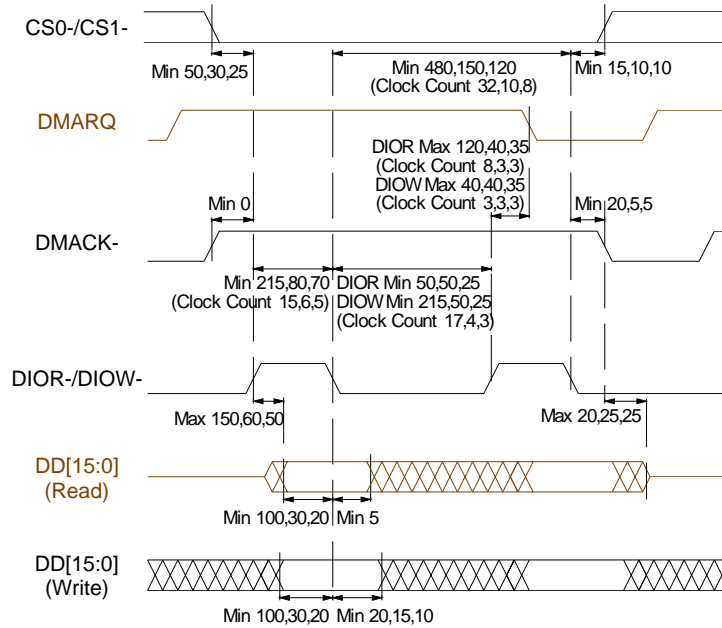 CS0-/CS1-
Min 50,30,25
Min 480,150,120
(Clock Count 32,10,8)
Min 15,10,10
DMARQ
DIOR Max 120,40,35
(Clock Count 8,3,3)
DIOW Max 40,40,35
(Clock Count 3,3,3)
Min 0
Min 20,5,5
DMACK-
Min 215,80,70
(Clock Count 15,6,5)
DIOR Min 50,50,25
DIOW Min 215,50,25
(Clock Count 17,4,3)
DIOR-/DIOW-
Max 150,60,50
Max 20,25,25
DD[15:0]
(Read)
Min 100,30,20
Min 5
DD[15:0]
(Write)
Min 100,30,20
Min 20,15,10